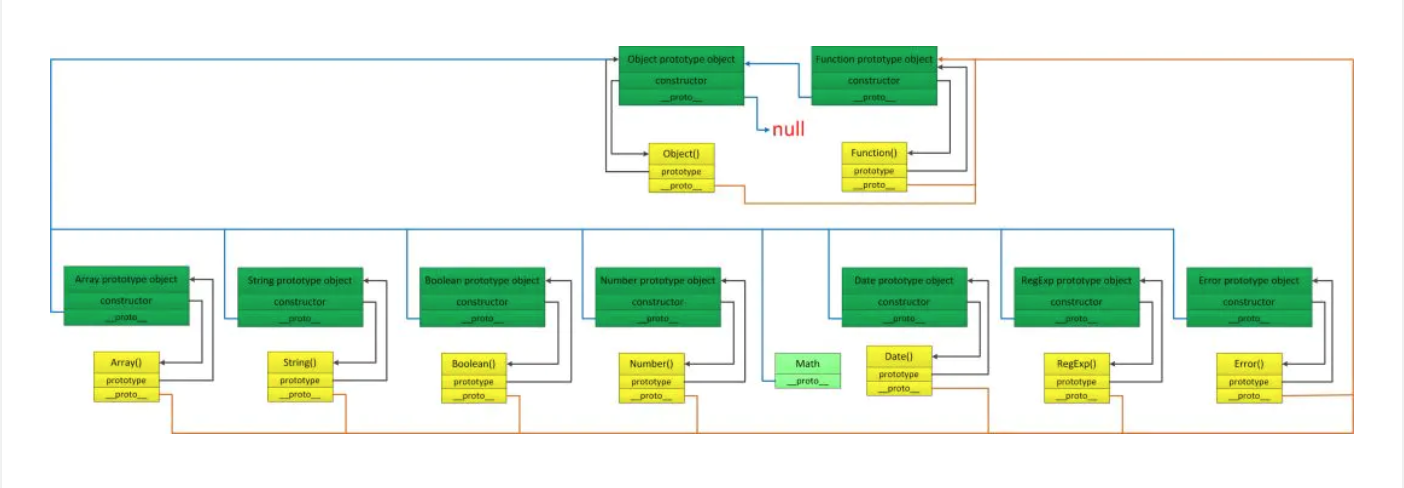 Object prototype object
constructor
__proto__
Function prototype object
constructor
__proto__
null
Object()
prototype
__proto__
Function()
prototype
__proto__
Array prototype object
constructor
__proto__
String prototype object
constructor
__proto__
Boolean prototype object
constructor
__proto__
Number prototype object
constructor
__proto__
Date prototype object
constructor
__proto__
RegExp prototype object
constructor
__proto__
Error prototype object
constructor
__proto__
Array()
prototype
__proto__
String()
prototype
__proto__
Boolean()
prototype
__proto__
Number()
prototype
__proto__
Math
__proto__
Date()
prototype
__proto__
RegExp()
prototype
__proto__
Error()
prototype
__proto__